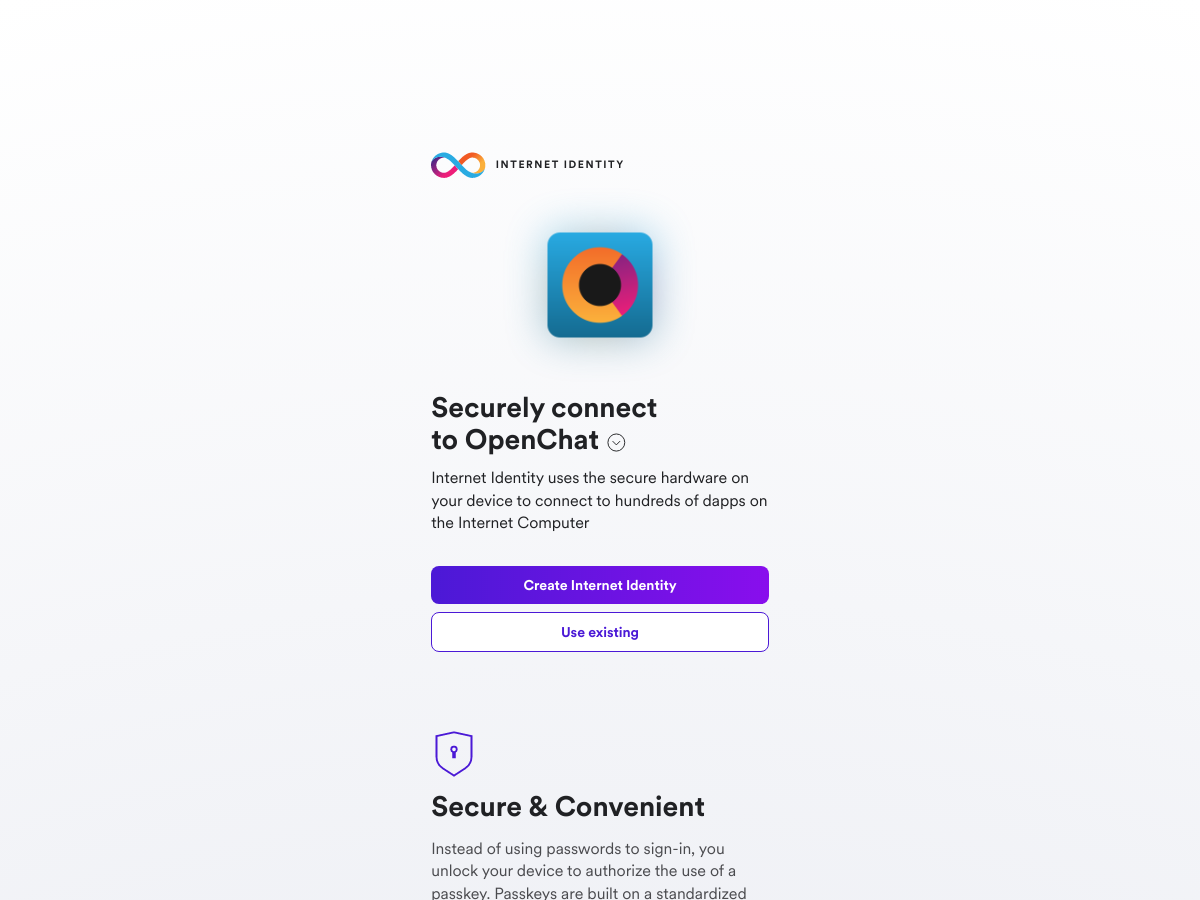 INTERNET IDENTITY
Securely connect
to OpenChat
Internet Identity uses the secure hardware on
your device to connect to hundreds of dapps on
the Internet Computer
Create Internet Identity
Use existing
Secure & Convenient
Instead of using passwords to sign-in, you
unlock your device to authorize the use of a
passkey. Passkeys are built on a standardized